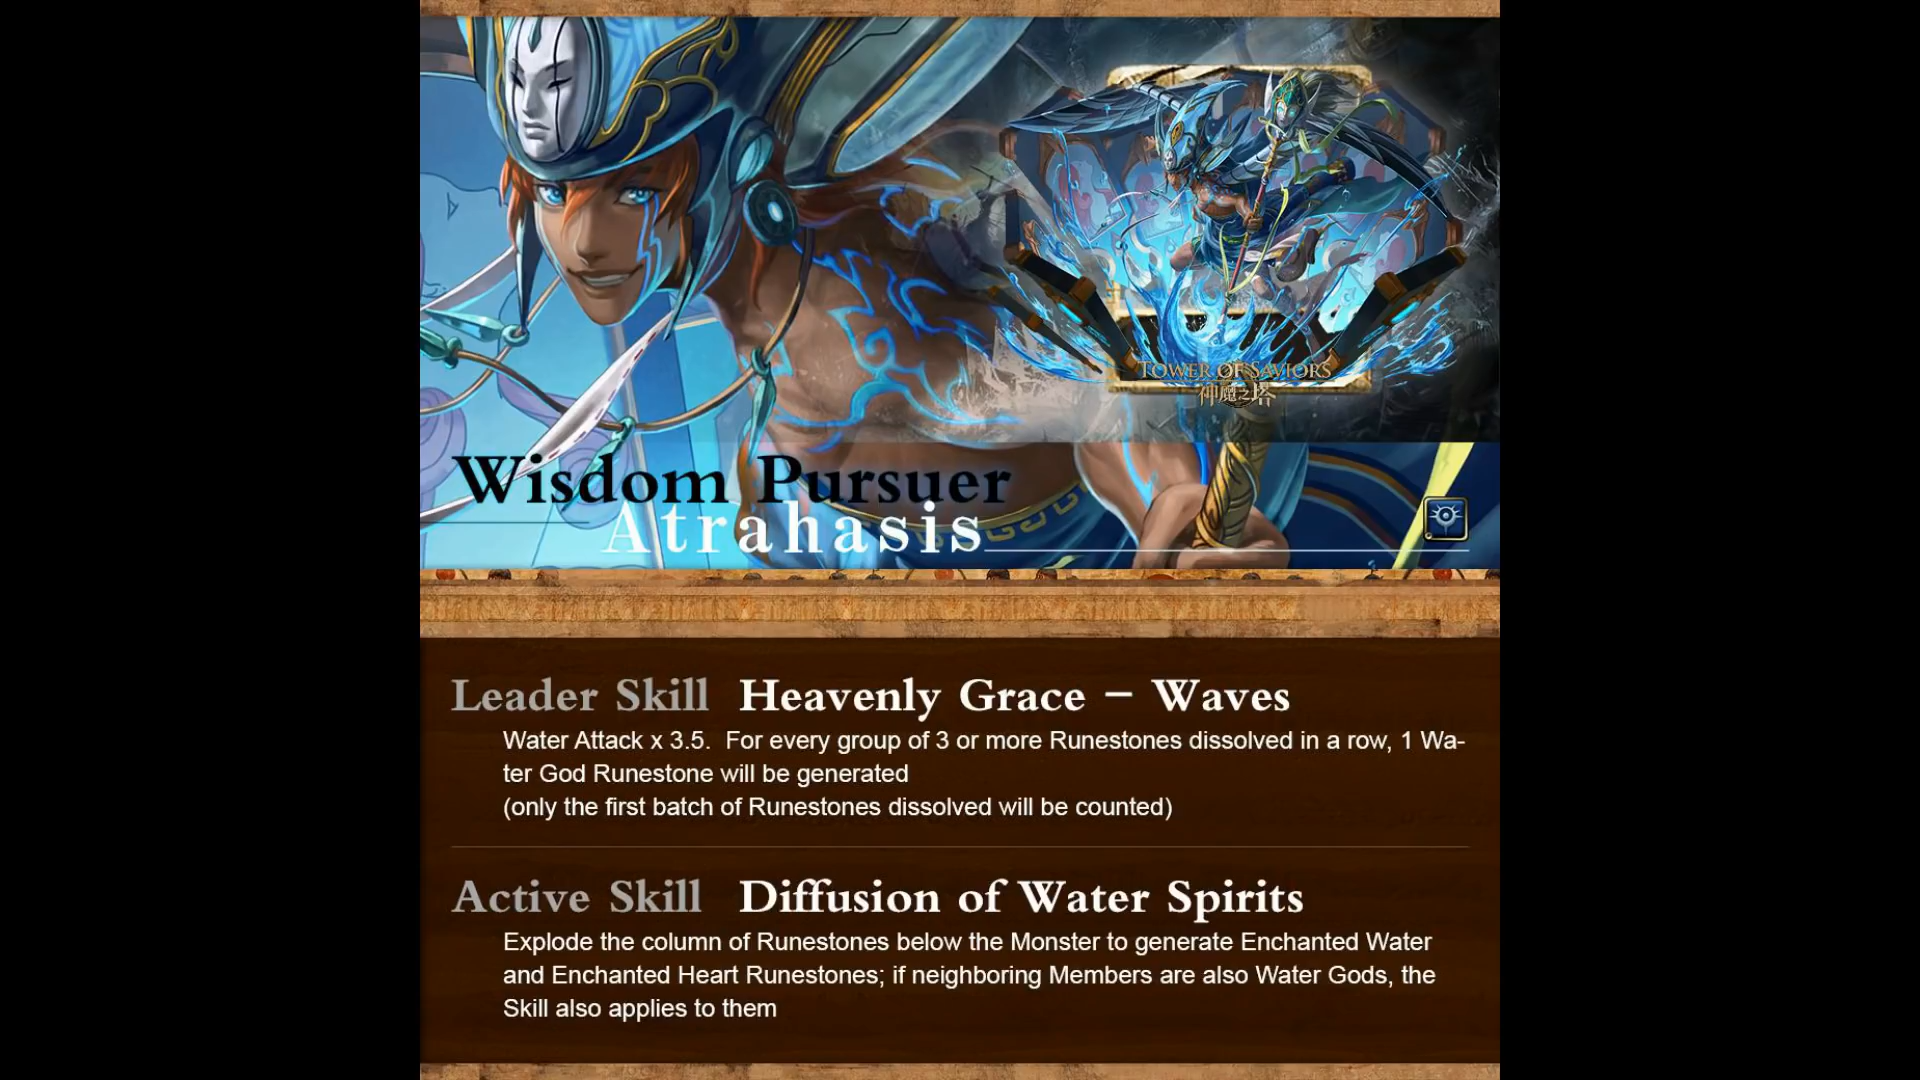 TOWER OF SAVIORS
神魔之塔
Wisdom Pursuer
Atrahasis
Leader Skill Heavenly Grace – Waves
Water Attack x 3.5. For every group of 3 or more Runestones dissolved in a row, 1 Wa-
ter God Runestone will be generated
(only the first batch of Runestones dissolved will be counted)
Active Skill Diffusion of Water Spirits
Explode the column of Runestones below the Monster to generate Enchanted Water
and Enchanted Heart Runestones; if neighboring Members are also Water Gods, the
Skill also applies to them